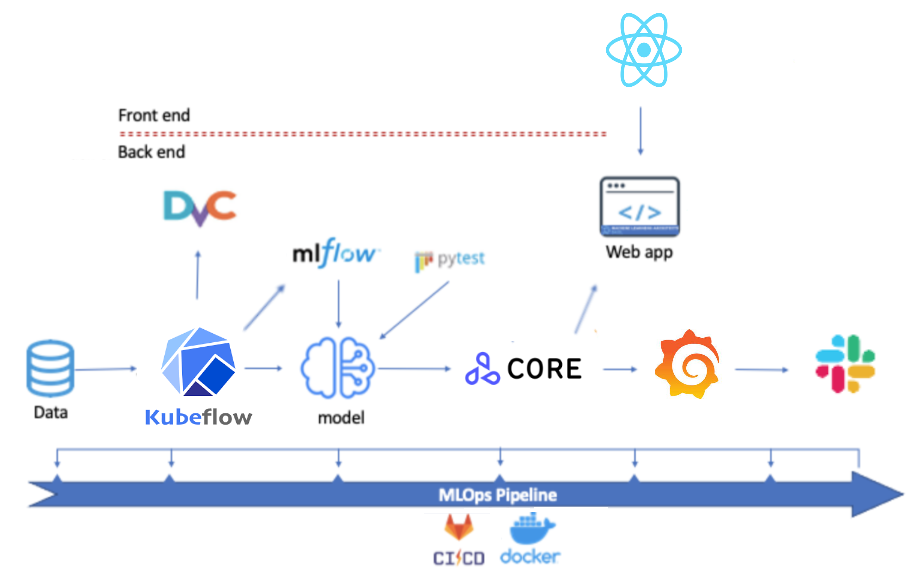 Front end
Back end
DVC
mlflow
pytest
</>
Web app
CORE
Data
Kubeflow
model
MLOps Pipeline
CI/CD
docker